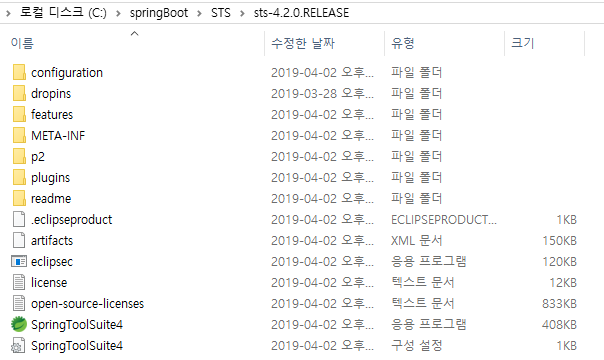 로컬 디스크 (C:) > springBoot > STS > sts-4.2.0.RELEASE
이름 수정한 날짜 유형 크기
configuration 2019-04-02 오후... 파일 폴더
dropins 2019-03-28 오후... 파일 폴더
features 2019-04-02 오후... 파일 폴더
META-INF 2019-04-02 오후... 파일 폴더
p2 2019-04-02 오후... 파일 폴더
plugins 2019-04-02 오후... 파일 폴더
readme 2019-04-02 오후... 파일 폴더
.eclipseproduct 2019-04-02 오후... ECLIPSEPRODUCT... 1KB
artifacts 2019-04-02 오후... XML 문서 150KB
eclipsec 2019-04-02 오후... 응용 프로그램 120KB
license 2019-04-02 오후... 텍스트 문서 12KB
open-source-licenses 2019-04-02 오후... 텍스트 문서 833KB
SpringToolSuite4 2019-04-02 오후... 응용 프로그램 408KB
SpringToolSuite4 2019-04-02 오후... 구성 설정 1KB